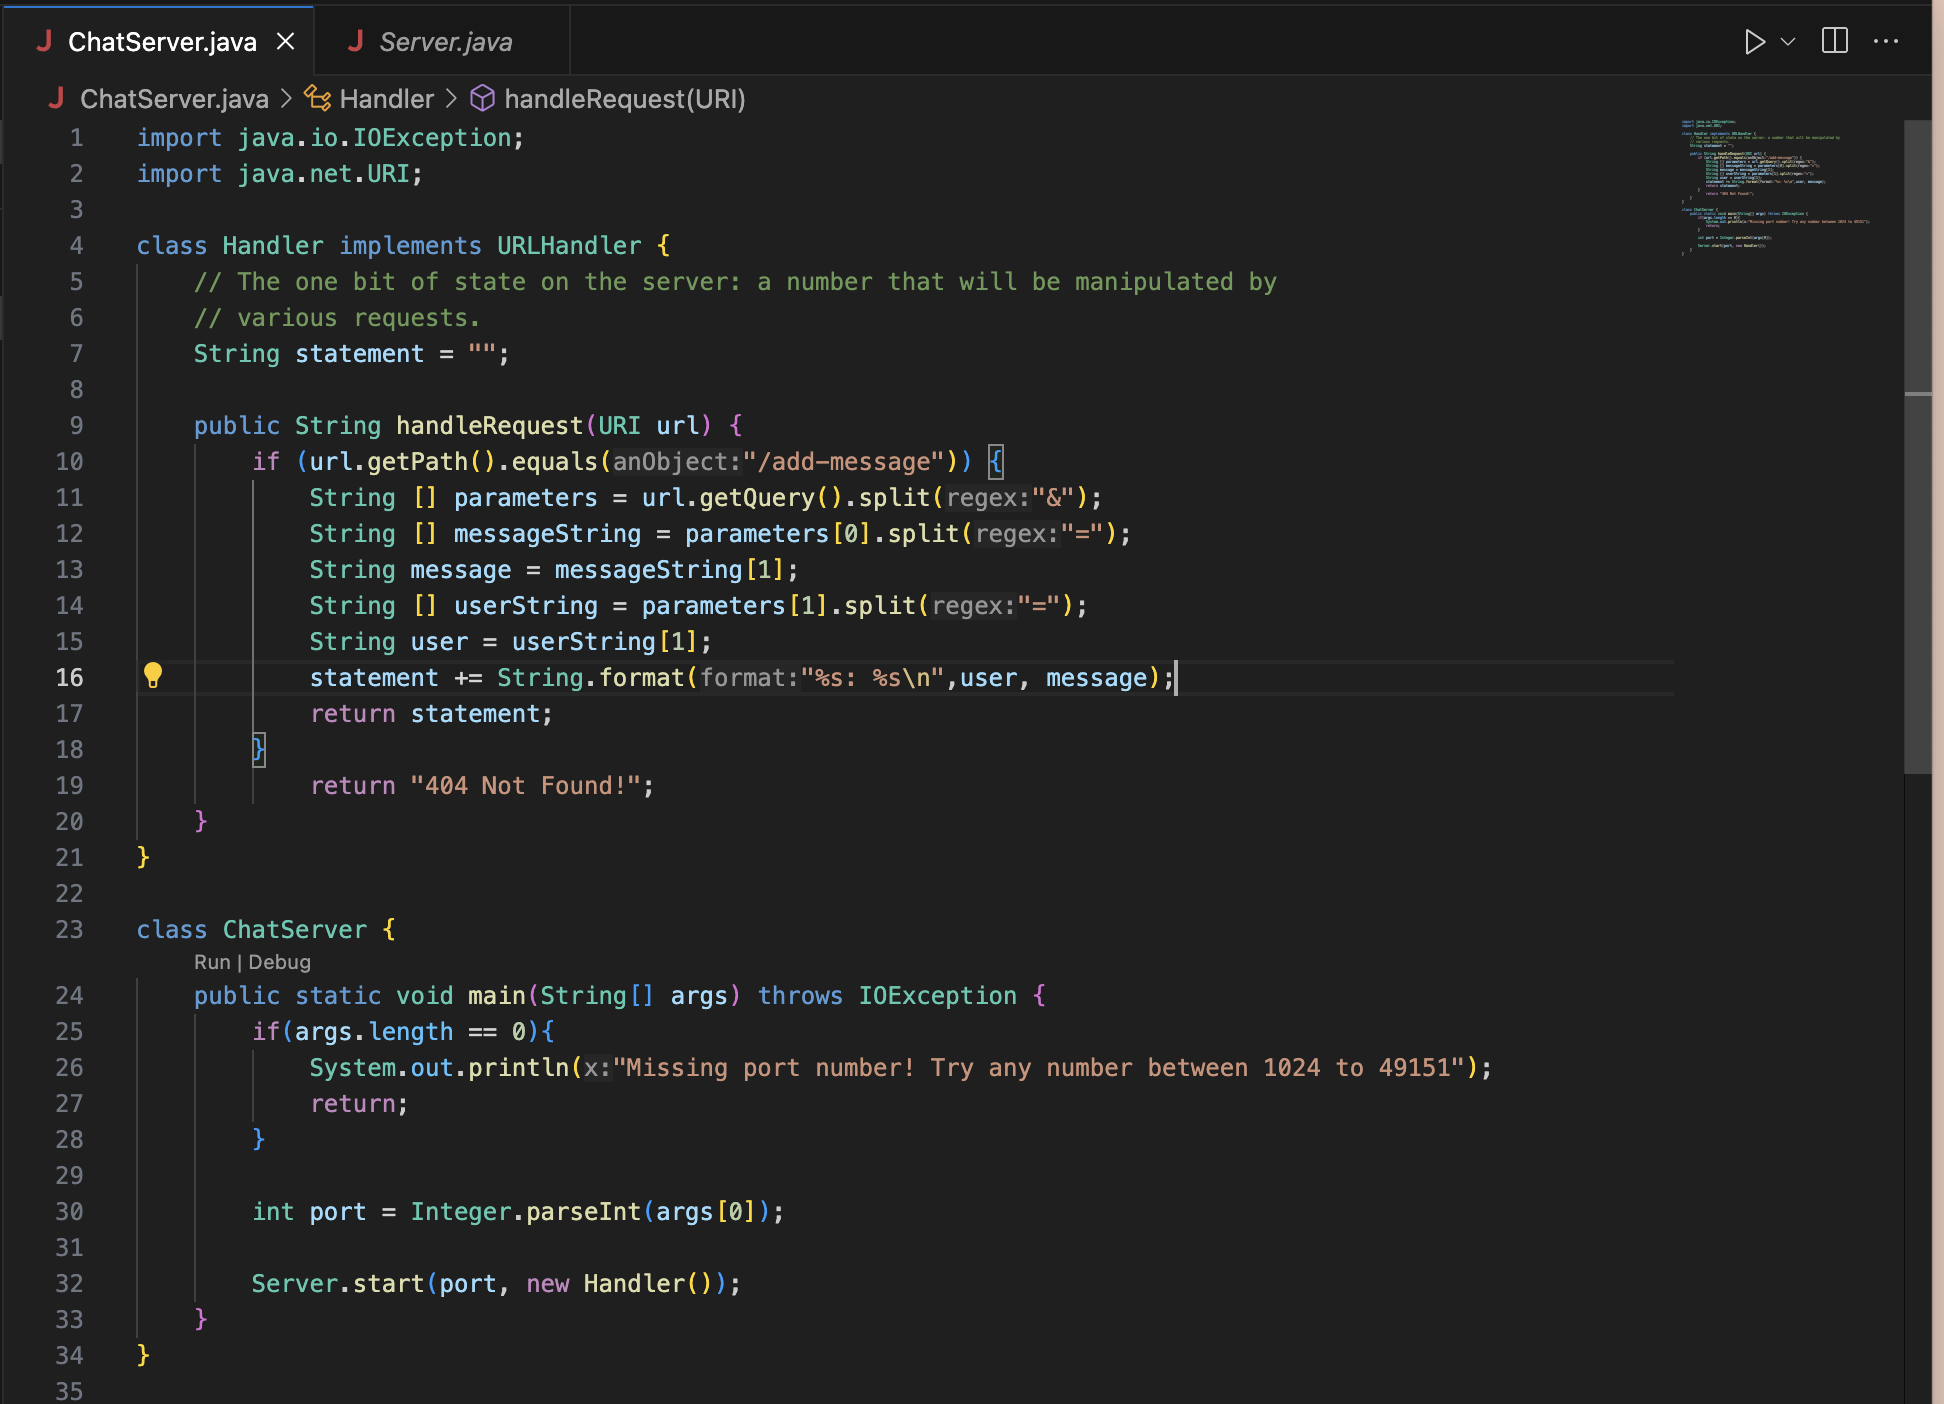 ChatServer.java
Server.java
ChatServer.java > Handler > handleRequest(URI)
1 import java.io.IOException;
2 import java.net.URI;
3
4 class Handler implements URLHandler {
5 // The one bit of state on the server: a number that will be manipulated by
6 // various requests.
7 String statement = "";
8
9 public String handleRequest(URI url) {
10 if (url.getPath().equals(anObject:"/add-message")) {
11 String [] parameters = url.getQuery().split(regex:"&");
12 String [] messageString = parameters[0].split(regex:"=");
13 String message = messageString[1];
14 String [] userString = parameters[1].split(regex:"=");
15 String user = userString[1];
16 statement += String.format(format:"%s: %s\n",user, message);
17 return statement;
18 }
19 return "404 Not Found!";
20 }
21 }
22
23 class ChatServer {
Run | Debug
24 public static void main(String[] args) throws IOException {
25 if(args.length == 0){
26 System.out.println(x:"Missing port number! Try any number between 1024 to 49151");
27 return;
28 }
29
30 int port = Integer.parseInt(args[0]);
31
32 Server.start(port, new Handler());
33 }
34 }
35